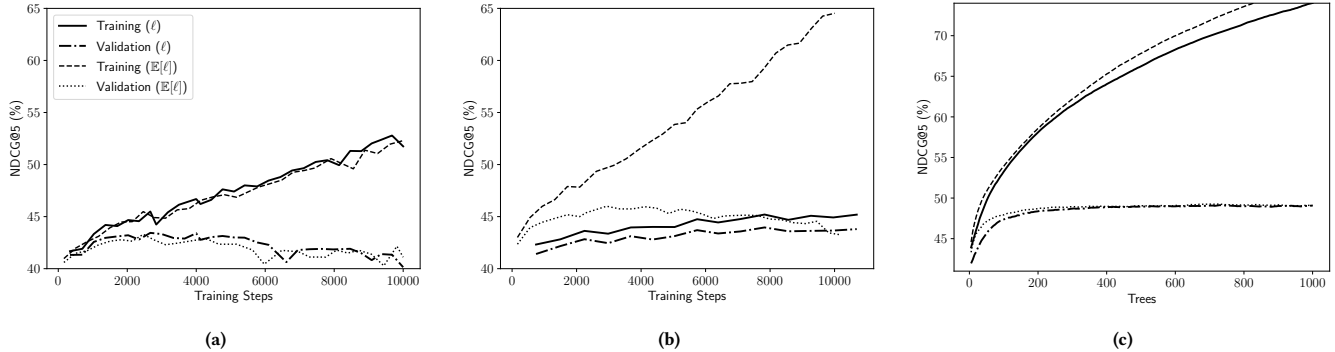 65
60
55
50
45
40
NDCG@5 (%)
Training (ℓ)
Validation (ℓ)
Training (𝔼[ℓ])
Validation (𝔼[ℓ])
0 2000 4000 6000 8000 10000
Training Steps
(a)
65
60
55
50
45
40
NDCG@5 (%)
0 2000 4000 6000 8000 10000
Training Steps
(b)
70
65
60
55
50
45
NDCG@5 (%)
0 200 400 600 800 1000
Trees
(c)